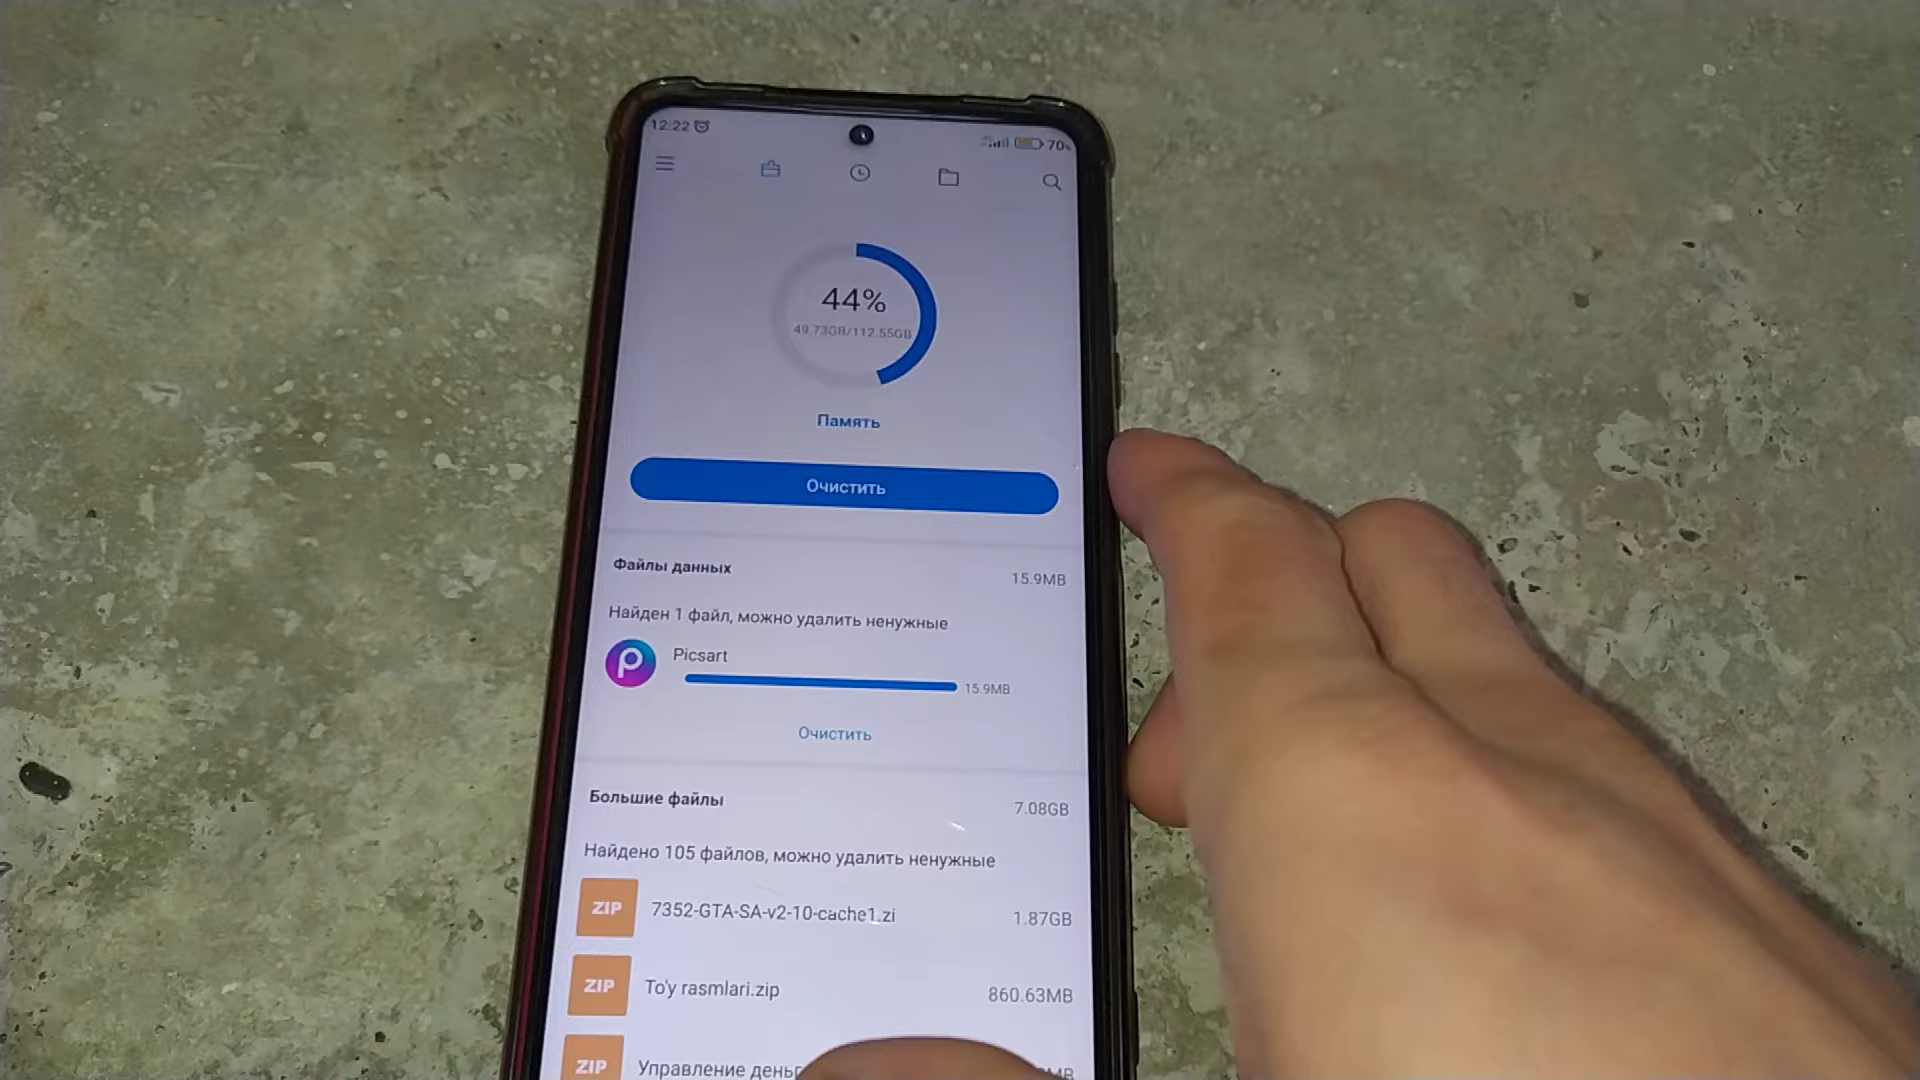 12:22
70%
44%
49.73GB/112.55GB
Память
Очистить
Файлы данных
15.9MB
Найден 1 файл, можно удалить ненужные
Picsart
15.9MB
Очистить
Большие файлы
7.08GB
Найдено 105 файлов, можно удалить ненужные
ZIP 7352-GTA-SA-v2-10-cache1.zi 1.87GB
ZIP To'y rasmlari.zip 860.63MB
ZIP Управление